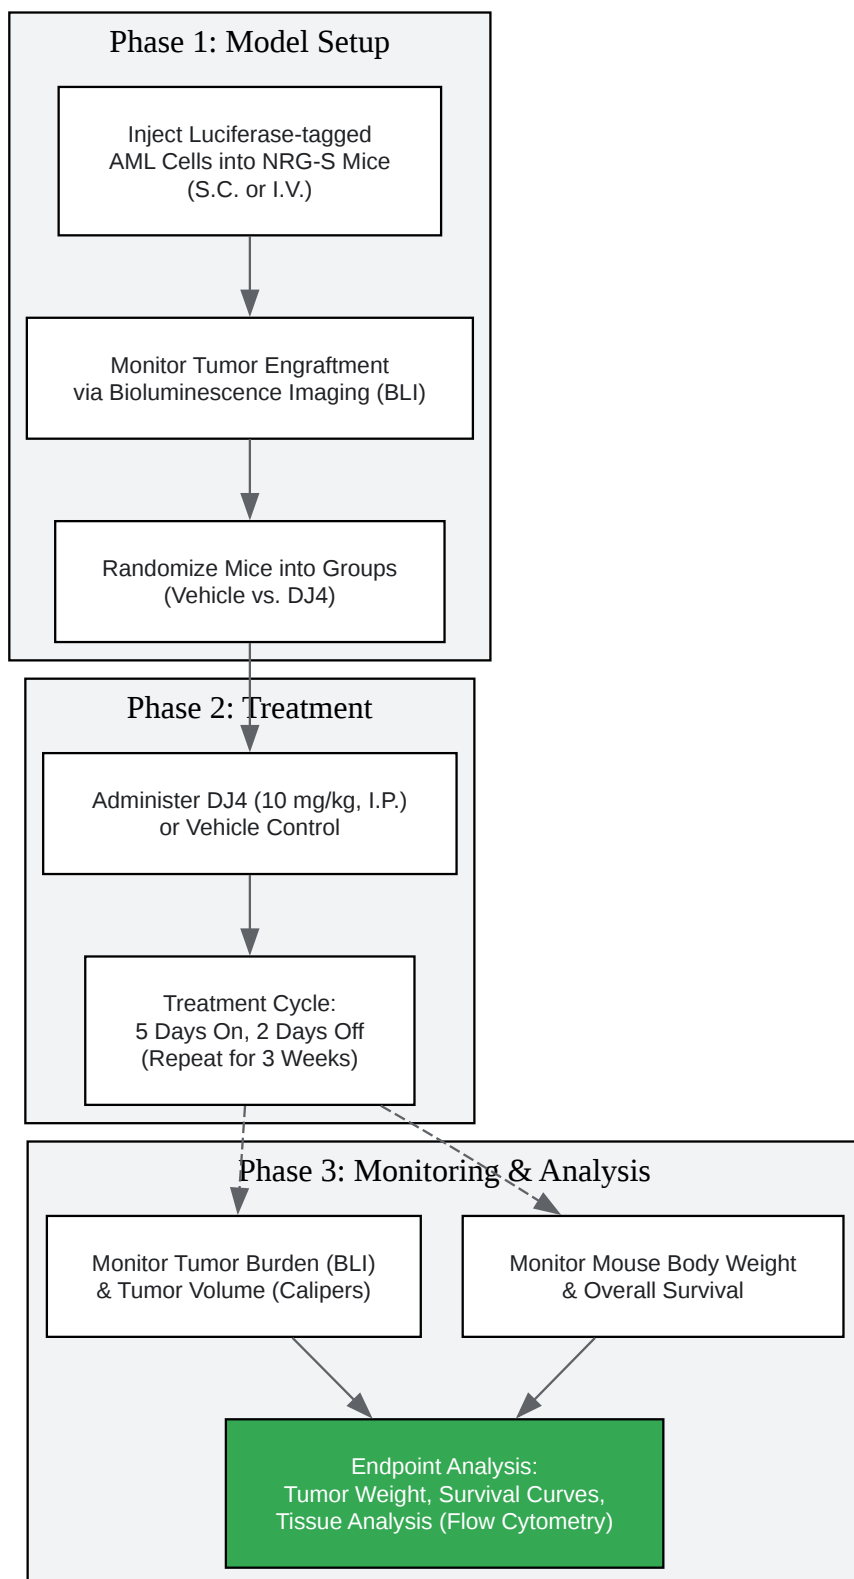 Phase 1: Model Setup
Inject Luciferase-tagged
AML Cells into NRG-S Mice
(S.C. or I.V.)
Monitor Tumor Engraftment
via Bioluminescence Imaging (BLI)
Randomize Mice into Groups
(Vehicle vs. DJ4)
Phase 2: Treatment
Administer DJ4 (10 mg/kg, I.P.)
or Vehicle Control
Treatment Cycle:
5 Days On, 2 Days Off
(Repeat for 3 Weeks)
Phase 3: Monitoring & Analysis
Monitor Tumor Burden (BLI)
& Tumor Volume (Calipers)
Monitor Mouse Body Weight
& Overall Survival
Endpoint Analysis:
Tumor Weight, Survival Curves,
Tissue Analysis (Flow Cytometry)